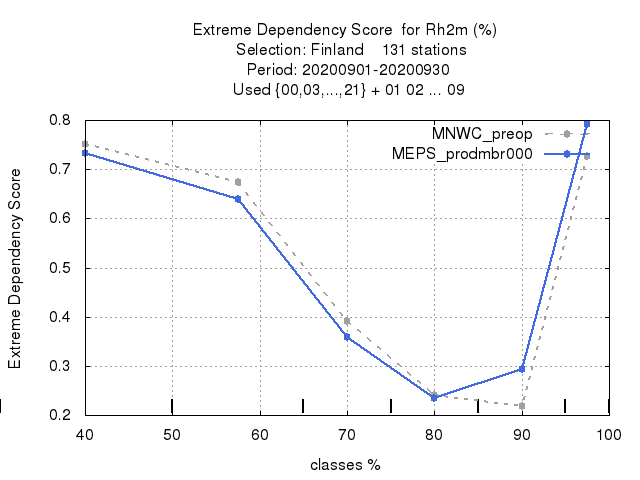 Extreme Dependency Score  for Rh2m (%)
Selection: Finland    131 stations
Period: 20200901-20200930
Used {00,03,...,21} + 01 02 ... 09
MNWC_preop
MEPS_prodmbr000
Extreme Dependency Score
0.8
0.7
0.6
0.5
0.4
0.3
0.2
40 50 60 70 80 90 100
classes %